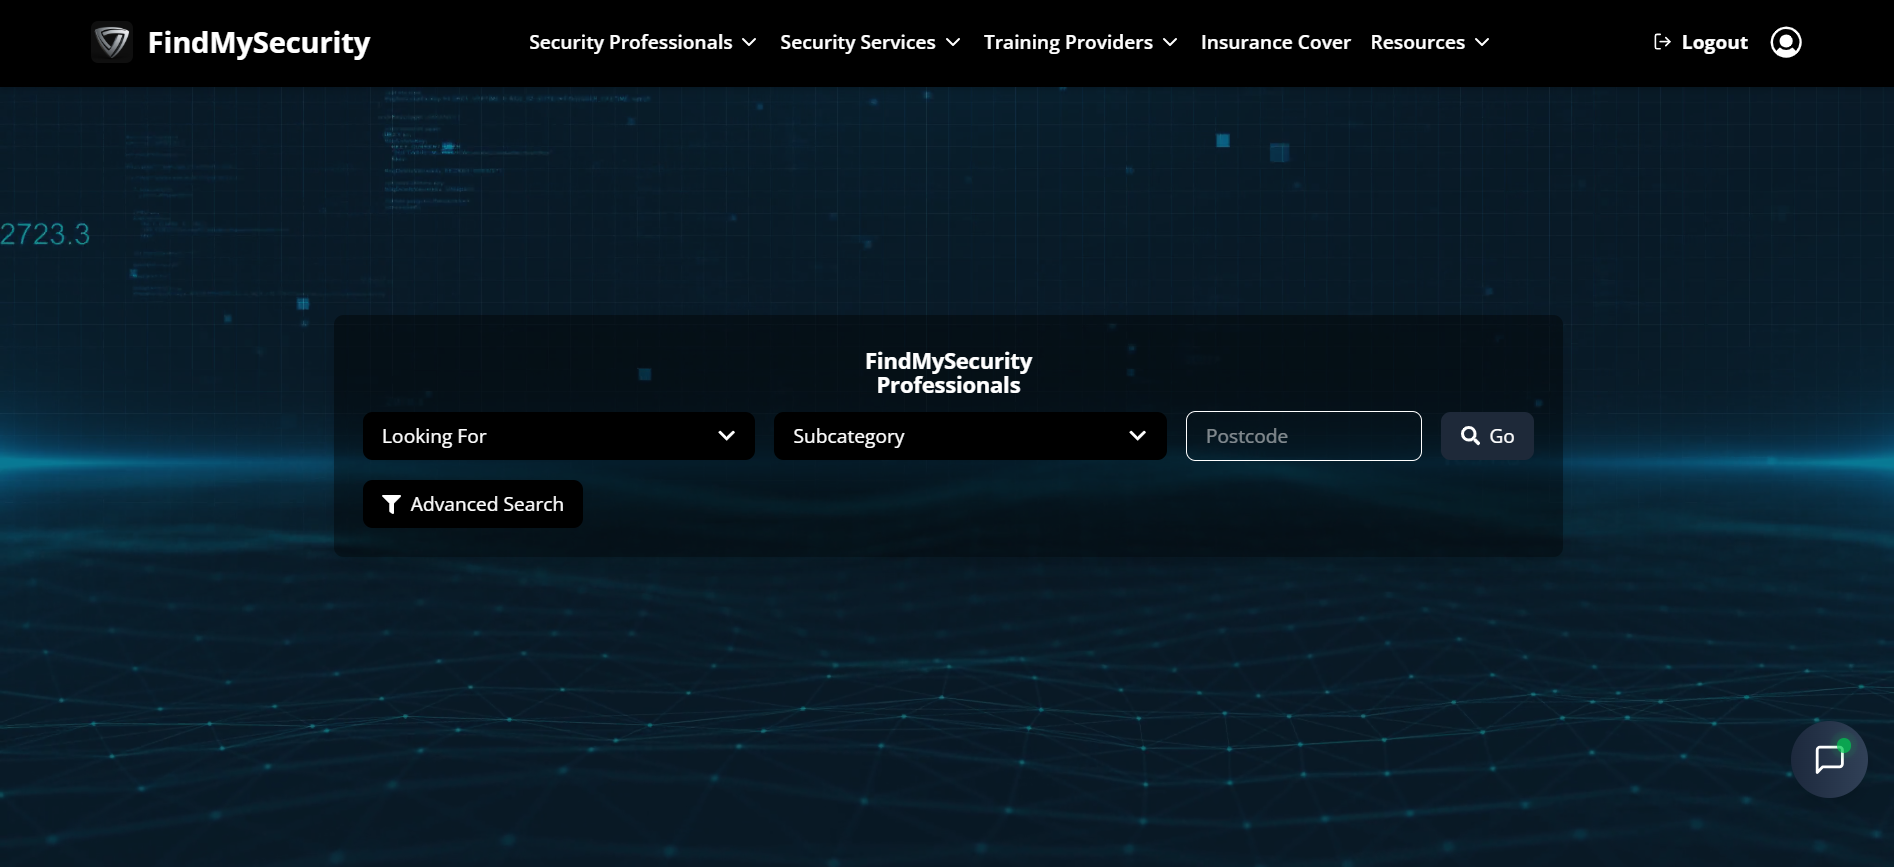 FindMySecurity
Security Professionals
Security Services
Training Providers
Insurance Cover
Resources
Logout
2723.3
FindMySecurity
Professionals
Looking For
Subcategory
Postcode
Go
Advanced Search